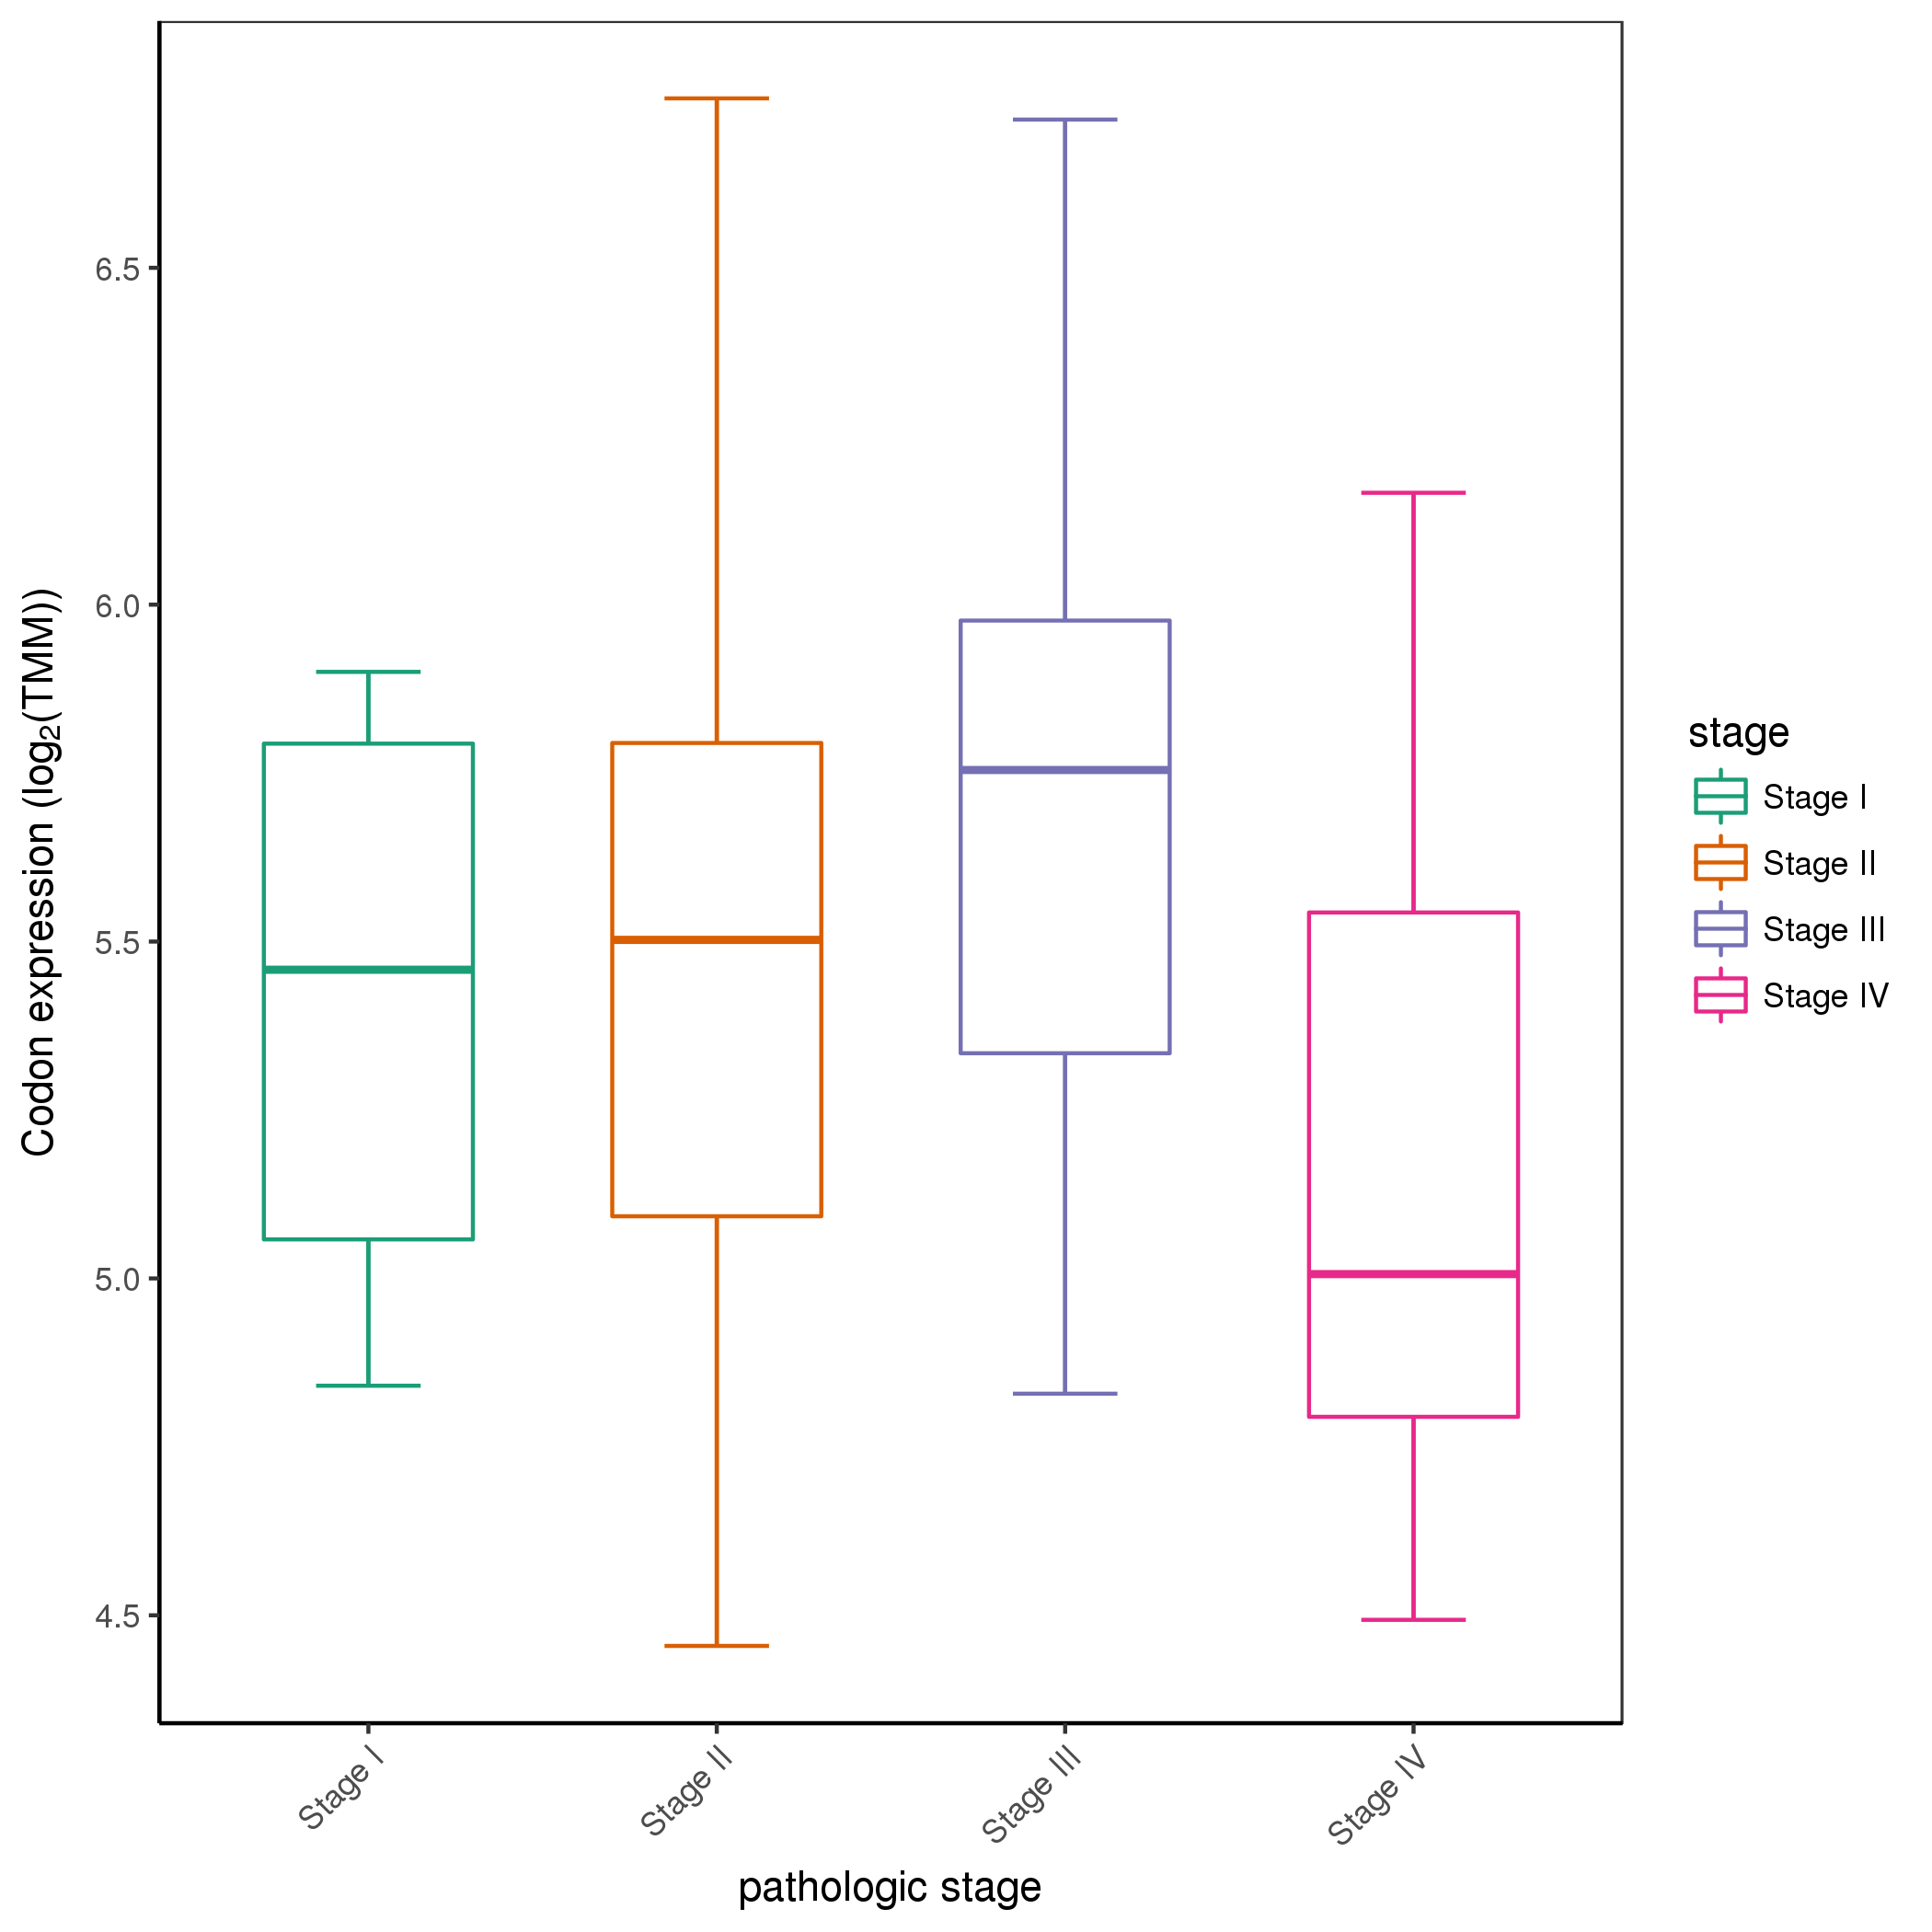 Codon expression (log₂(TMM))
6.5
6.0
5.5
5.0
4.5
Stage I
Stage II
Stage III
Stage IV
pathologic stage
stage
Stage I
Stage II
Stage III
Stage IV